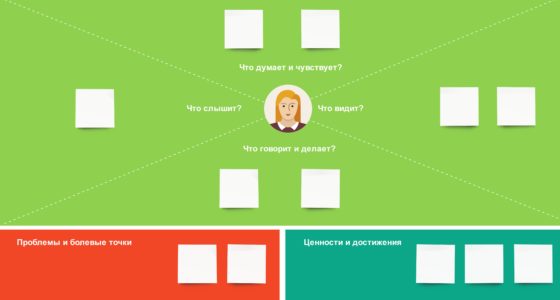 Что думает и чувствует?
Что слышит?
Что видит?
Что говорит и делает?
Проблемы и болевые точки
Ценности и достижения